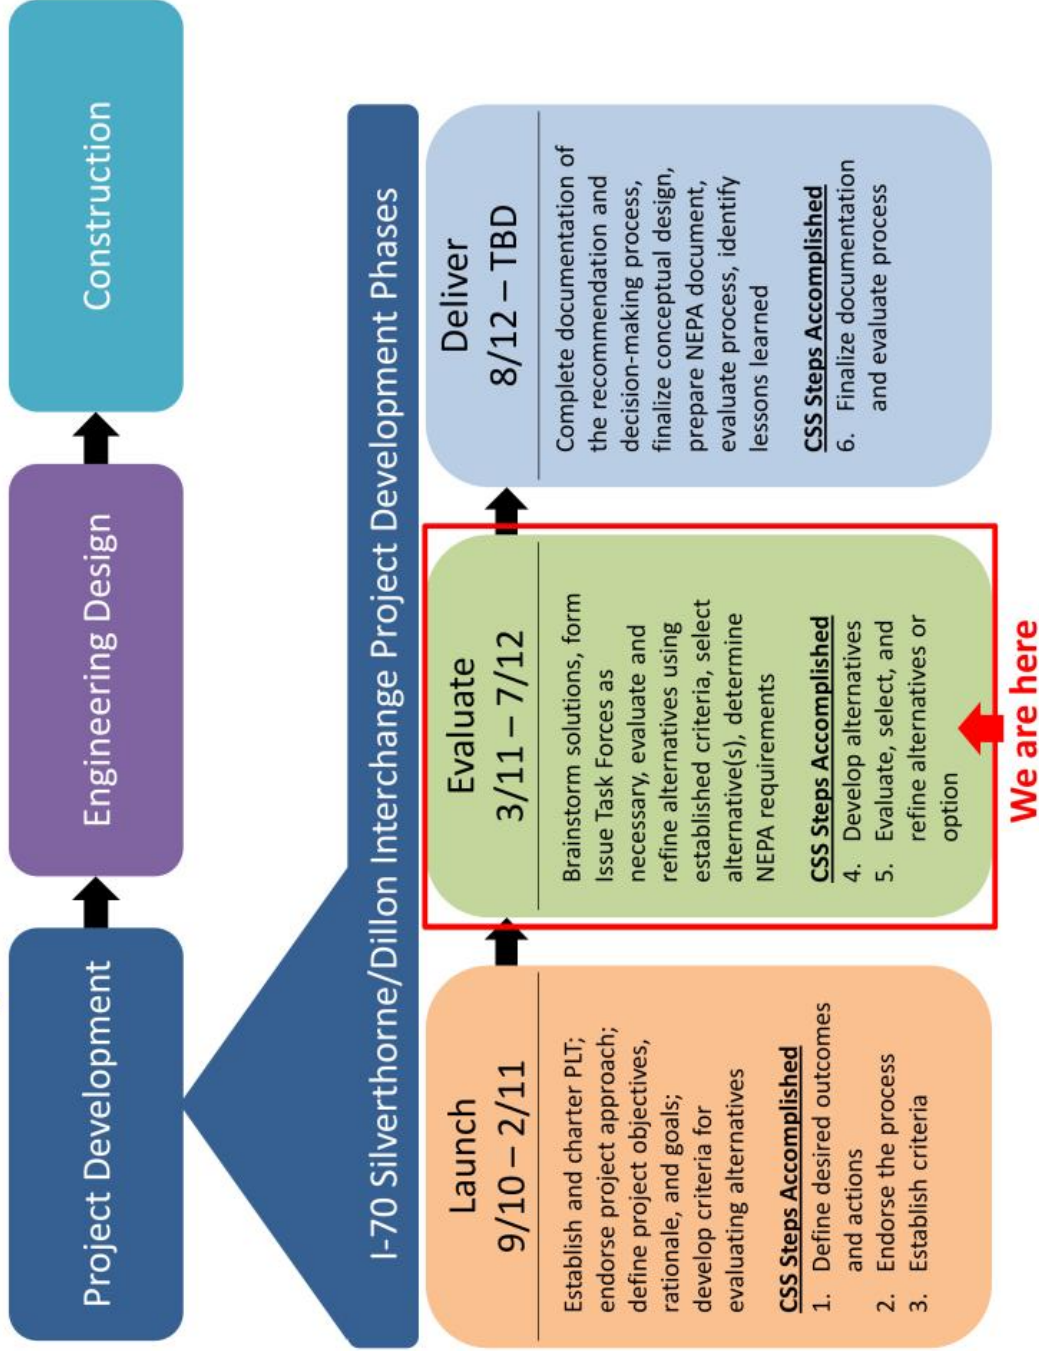 Project Development
Engineering Design
Construction
I-70 Silverthorne/Dillon Interchange Project Development Phases
Launch
9/10 – 2/11
Establish and charter PLT;
endorse project approach;
define project objectives,
rationale, and goals;
develop criteria for
evaluating alternatives
CSS Steps Accomplished
1. Define desired outcomes
and actions
2. Endorse the process
3. Establish criteria
Evaluate
3/11 – 7/12
Brainstorm solutions, form
Issue Task Forces as
necessary, evaluate and
refine alternatives using
established criteria, select
alternative(s), determine
NEPA requirements
CSS Steps Accomplished
4. Develop alternatives
5. Evaluate, select, and
refine alternatives or
option
Deliver
8/12 – TBD
Complete documentation of
the recommendation and
decision-making process,
finalize conceptual design,
prepare NEPA document,
evaluate process, identify
lessons learned
CSS Steps Accomplished
6. Finalize documentation
and evaluate process
We are here